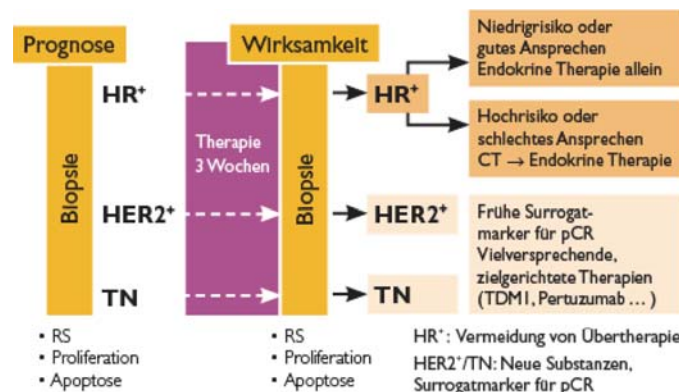 Prognose
Biopsie
HR⁺
HER2⁺
TN
• RS
• Proliferation
• Apoptose
Therapie
3 Wochen
Wirksamkeit
Biopsie
• RS
• Proliferation
• Apoptose
HR⁺
HER2⁺
TN
Niedrigrisiko oder
gutes Ansprechen
Endokrine Therapie allein
Hochrisiko oder
schlechtes Ansprechen
CT → Endokrine Therapie
Frühe Surrogat-
marker für pCR
Vielversprechende,
zielgerichtete Therapien
(TDM1, Pertuzumab ... )
HR⁺: Vermeidung von Übertherapie
HER2⁺/TN: Neue Substanzen,
Surrogatmarker für pCR